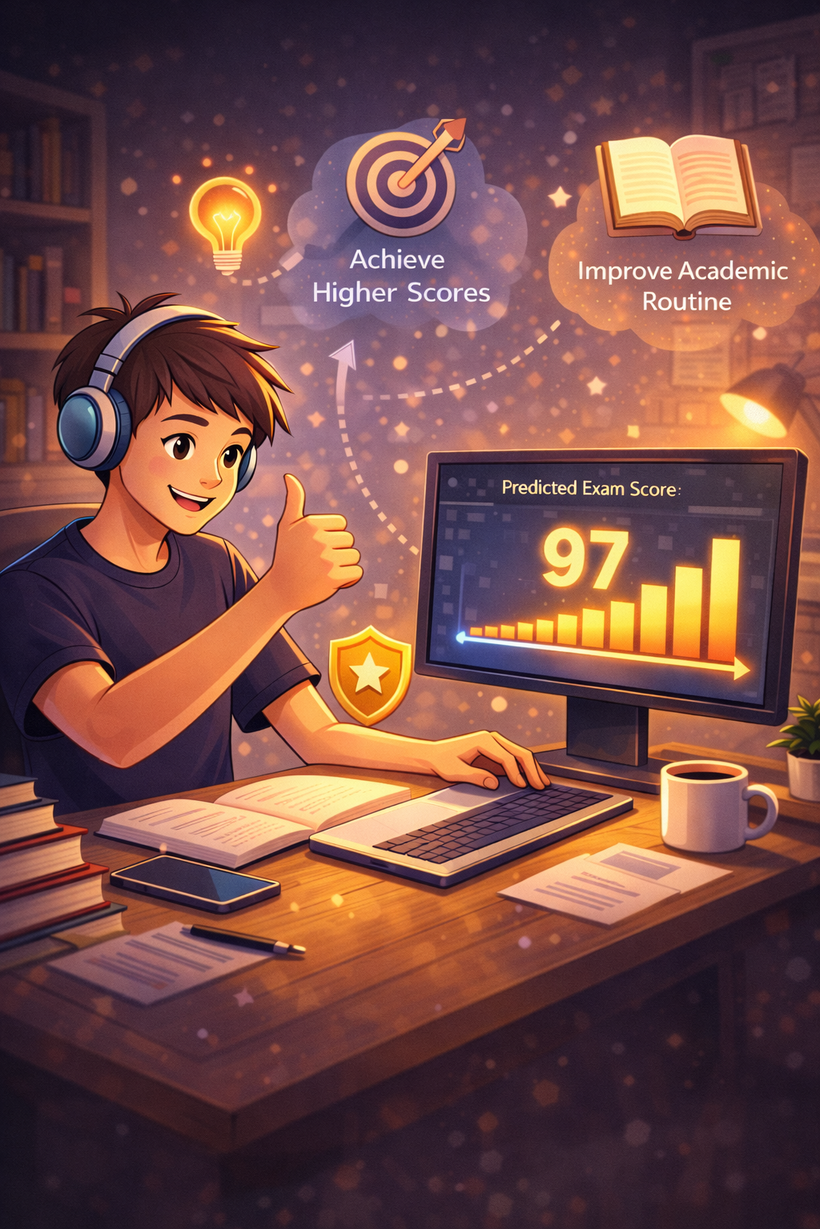 Achieve
Higher Scores
Improve Academic
Routine
Predicted Exam Score:
97